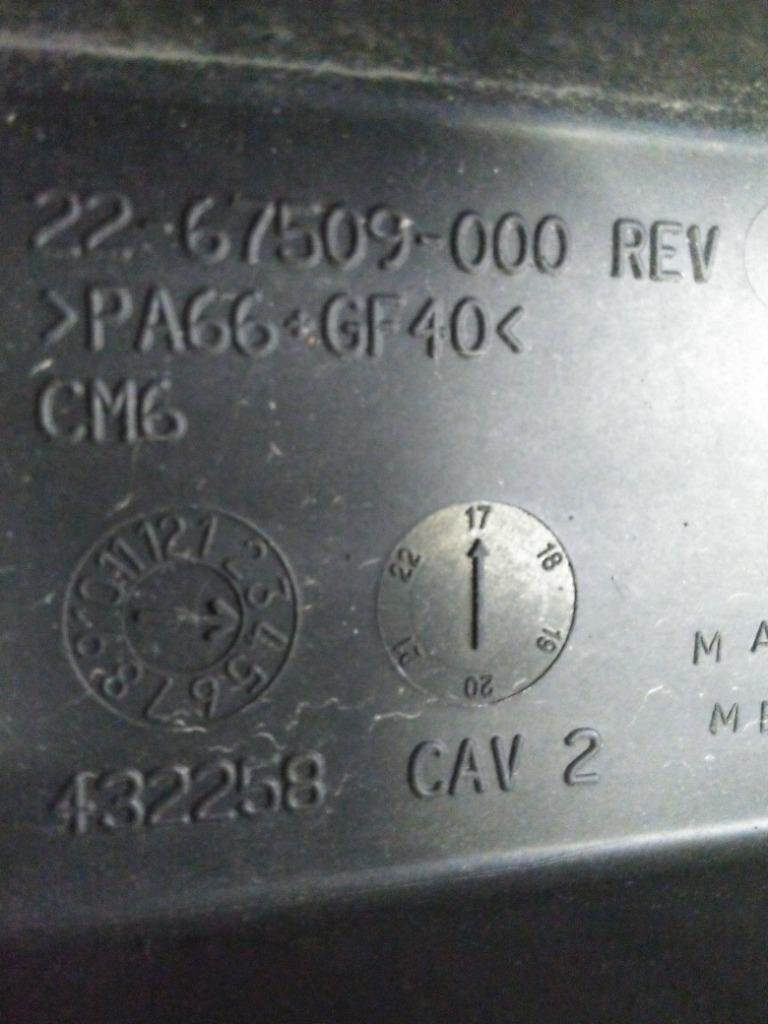 22-67509-000 REV
>PA66+GF40<
CM6
1 2 3 4 5 6 7 8 9 10 11 12
17 18 19 20 21 22
432258 CAV 2